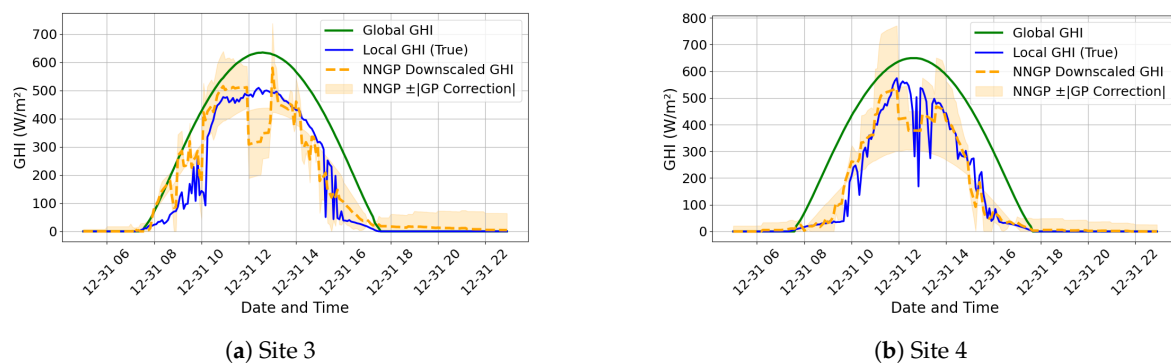 Global GHI
Local GHI (True)
NNGP Downscaled GHI
NNGP ±|GP Correction|
GHI (W/m²)
700
600
500
400
300
200
100
0
12-31 06
12-31 08
12-31 10
12-31 12
12-31 14
12-31 16
12-31 18
12-31 20
12-31 22
Date and Time
(a) Site 3
Global GHI
Local GHI (True)
NNGP Downscaled GHI
NNGP ±|GP Correction|
GHI (W/m²)
800
700
600
500
400
300
200
100
0
12-31 06
12-31 08
12-31 10
12-31 12
12-31 14
12-31 16
12-31 18
12-31 20
12-31 22
Date and Time
(b) Site 4